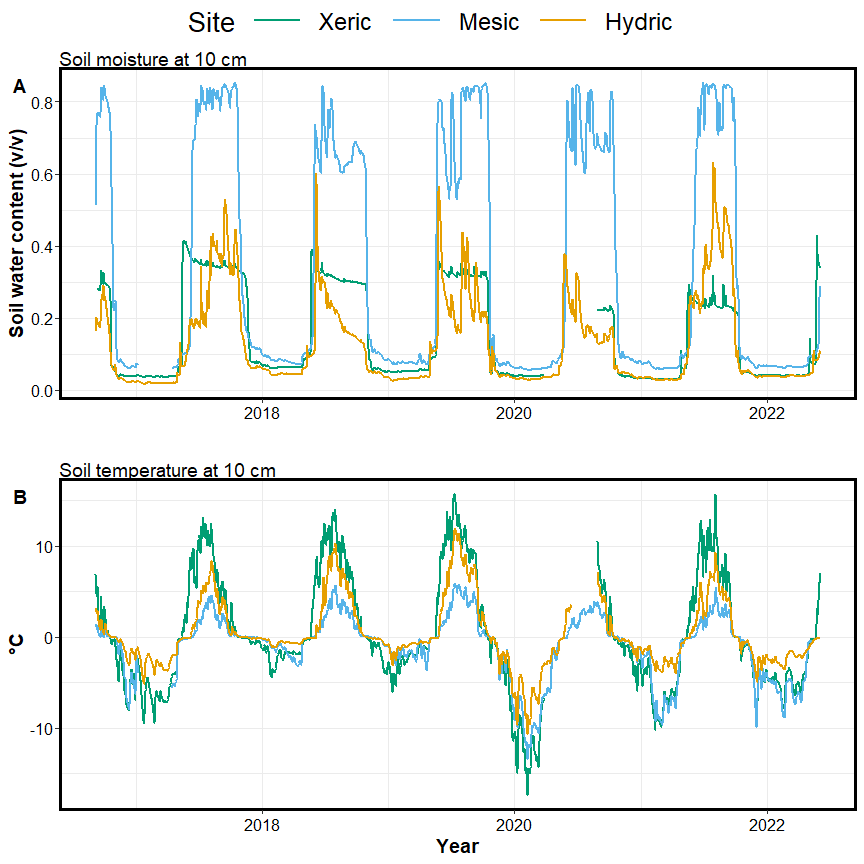 Site Xeric Mesic Hydric
Soil moisture at 10 cm
A
Soil water content (v/v)
0.8
0.6
0.4
0.2
0.0
2018 2020 2022
Soil temperature at 10 cm
B
°C
10
0
-10
2018 2020 2022
Year